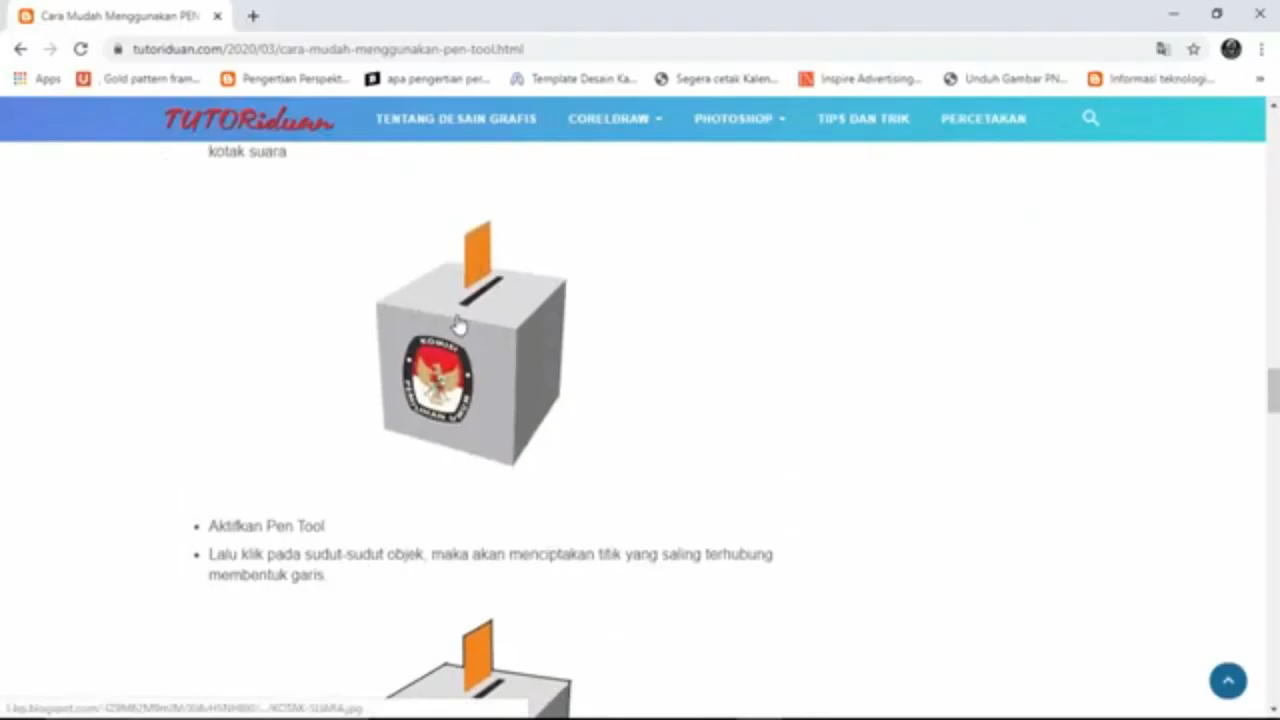 Cara Mudah Menggunakan PEN
tutoriduan.com/2020/03/cara-mudah-menggunakan-pen-tool.html
Apps
Gold pattern fram...
Pengertian Perspekt...
apa pengertian per...
Template Desain Ka...
Segera cetak Kalen...
Inspire Advertising...
Unduh Gambar PN...
Informasi teknologi...
TUTORiduan
TENTANG DESAIN GRAFIS
CORELDRAW
PHOTOSHOP
TIPS DAN TRIK
PERCETAKAN
kotak suara
KOMISI
PEMILIHAN UMUM
• Aktifkan Pen Tool
• Lalu klik pada sudut-sudut objek, maka akan menciptakan titik yang saling terhubung
membentuk garis.